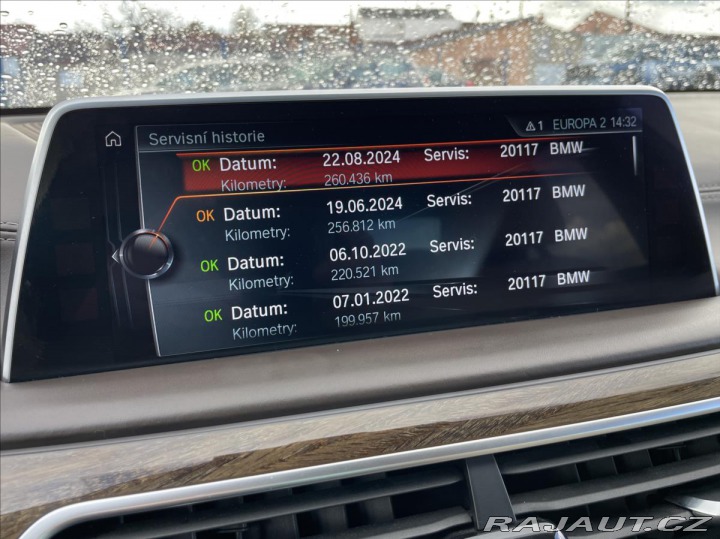 Servisní historie ⚠1 EUROPA 2 14:32
OK Datum: 22.08.2024 Servis: 20117 BMW
Kilometry: 260.436 km
OK Datum: 19.06.2024 Servis: 20117 BMW
Kilometry: 256.812 km
OK Datum: 06.10.2022 Servis: 20117 BMW
Kilometry: 220.521 km
OK Datum: 07.01.2022 Servis: 20117 BMW
Kilometry: 199.957 km
RAJAUT.CZ